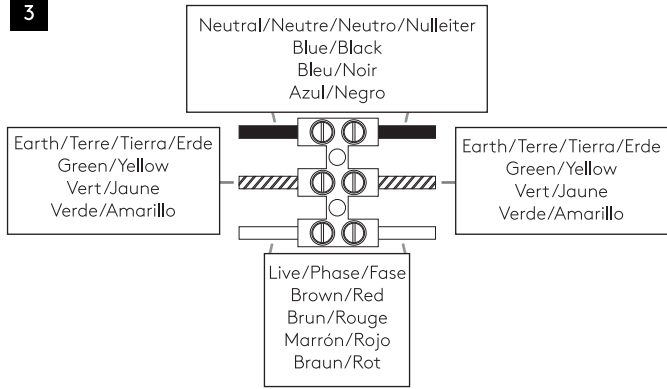 3
Neutral/Neutre/Neutro/Nulleiter
Blue/Black
Bleu/Noir
Azul/Negro
Earth/Terre/Tierra/Erde
Green/Yellow
Vert/Jaune
Verde/Amarillo
Earth/Terre/Tierra/Erde
Green/Yellow
Vert/Jaune
Verde/Amarillo
Live/Phase/Fase
Brown/Red
Brun/Rouge
Marrón/Rojo
Braun/Rot